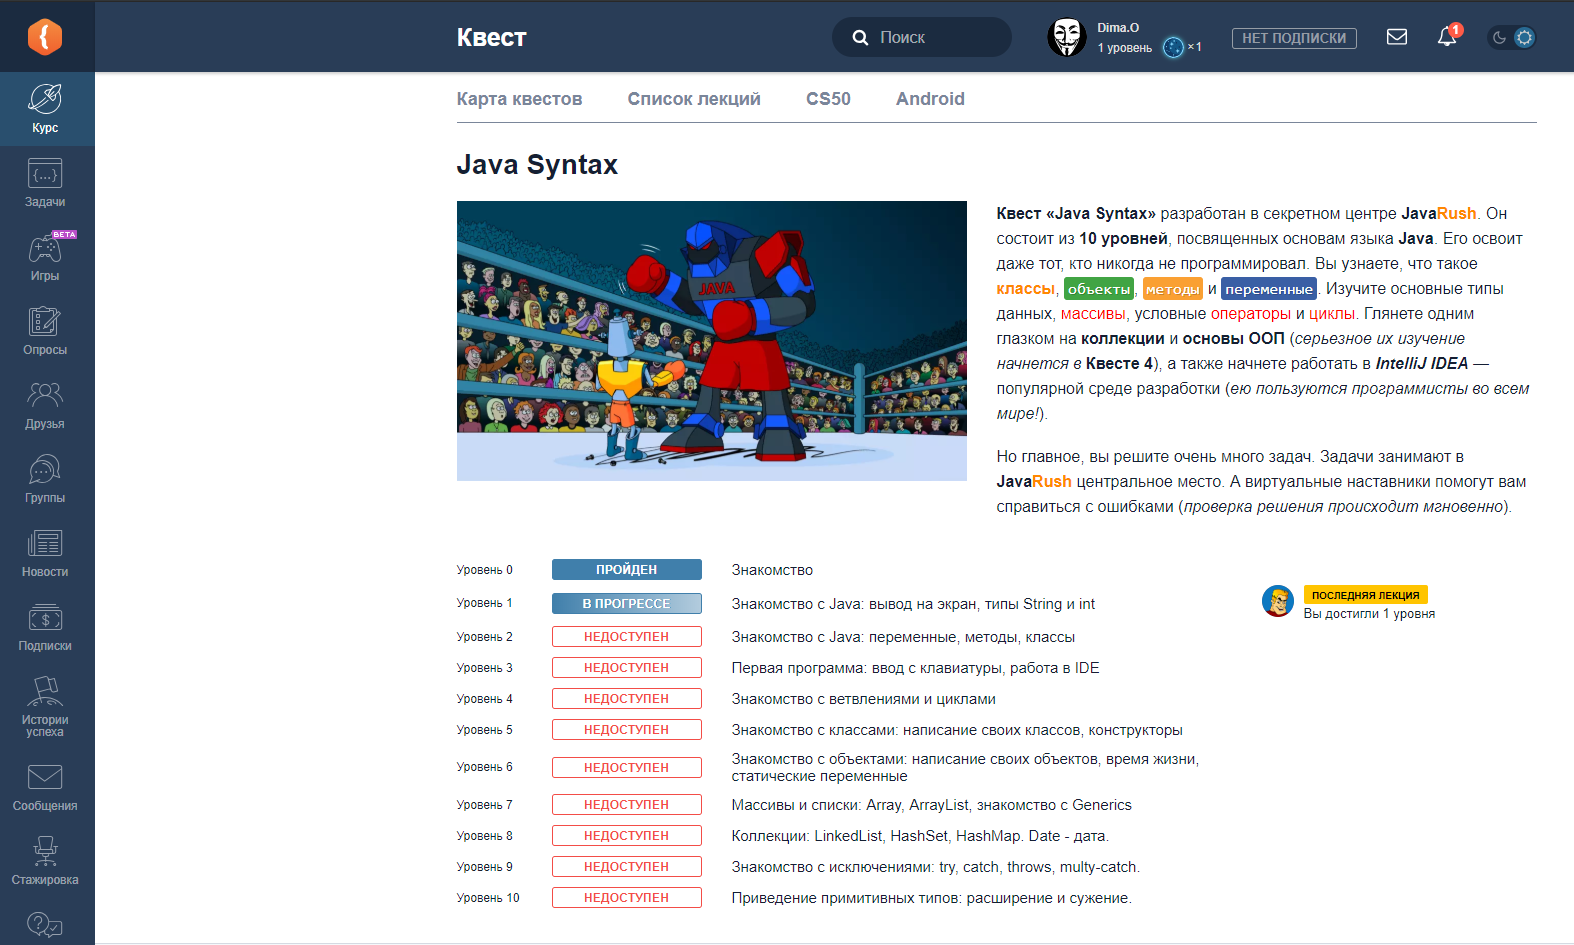 Квест
Поиск
Dima.O
1 уровень ×1
НЕТ ПОДПИСКИ
1
Курс
{...}
Задачи
BETA
Игры
Опросы
Друзья
Группы
Новости
$
Подписки
Истории
успеха
Сообщения
Стажировка
?
Карта квестов Список лекций CS50 Android
Java Syntax
JAVA
Квест «Java Syntax» разработан в секретном центре JavaRush. Он
состоит из 10 уровней, посвященных основам языка Java. Его освоит
даже тот, кто никогда не программировал. Вы узнаете, что такое
классы, объекты, методы и переменные. Изучите основные типы
данных, массивы, условные операторы и циклы. Глянете одним
глазком на коллекции и основы ООП (серьезное их изучение
начнется в Квесте 4), а также начнете работать в IntelliJ IDEA —
популярной среде разработки (ею пользуются программисты во всем
мире!).
Но главное, вы решите очень много задач. Задачи занимают в
JavaRush центральное место. А виртуальные наставники помогут вам
справиться с ошибками (проверка решения происходит мгновенно).
Уровень 0 ПРОЙДЕН Знакомство
Уровень 1 В ПРОГРЕССЕ Знакомство с Java: вывод на экран, типы String и int
ПОСЛЕДНЯЯ ЛЕКЦИЯ
Вы достигли 1 уровня
Уровень 2 НЕДОСТУПЕН Знакомство с Java: переменные, методы, классы
Уровень 3 НЕДОСТУПЕН Первая программа: ввод с клавиатуры, работа в IDE
Уровень 4 НЕДОСТУПЕН Знакомство с ветвлениями и циклами
Уровень 5 НЕДОСТУПЕН Знакомство с классами: написание своих классов, конструкторы
Уровень 6 НЕДОСТУПЕН Знакомство с объектами: написание своих объектов, время жизни,
статические переменные
Уровень 7 НЕДОСТУПЕН Массивы и списки: Array, ArrayList, знакомство с Generics
Уровень 8 НЕДОСТУПЕН Коллекции: LinkedList, HashSet, HashMap. Date - дата.
Уровень 9 НЕДОСТУПЕН Знакомство с исключениями: try, catch, throws, multy-catch.
Уровень 10 НЕДОСТУПЕН Приведение примитивных типов: расширение и сужение.